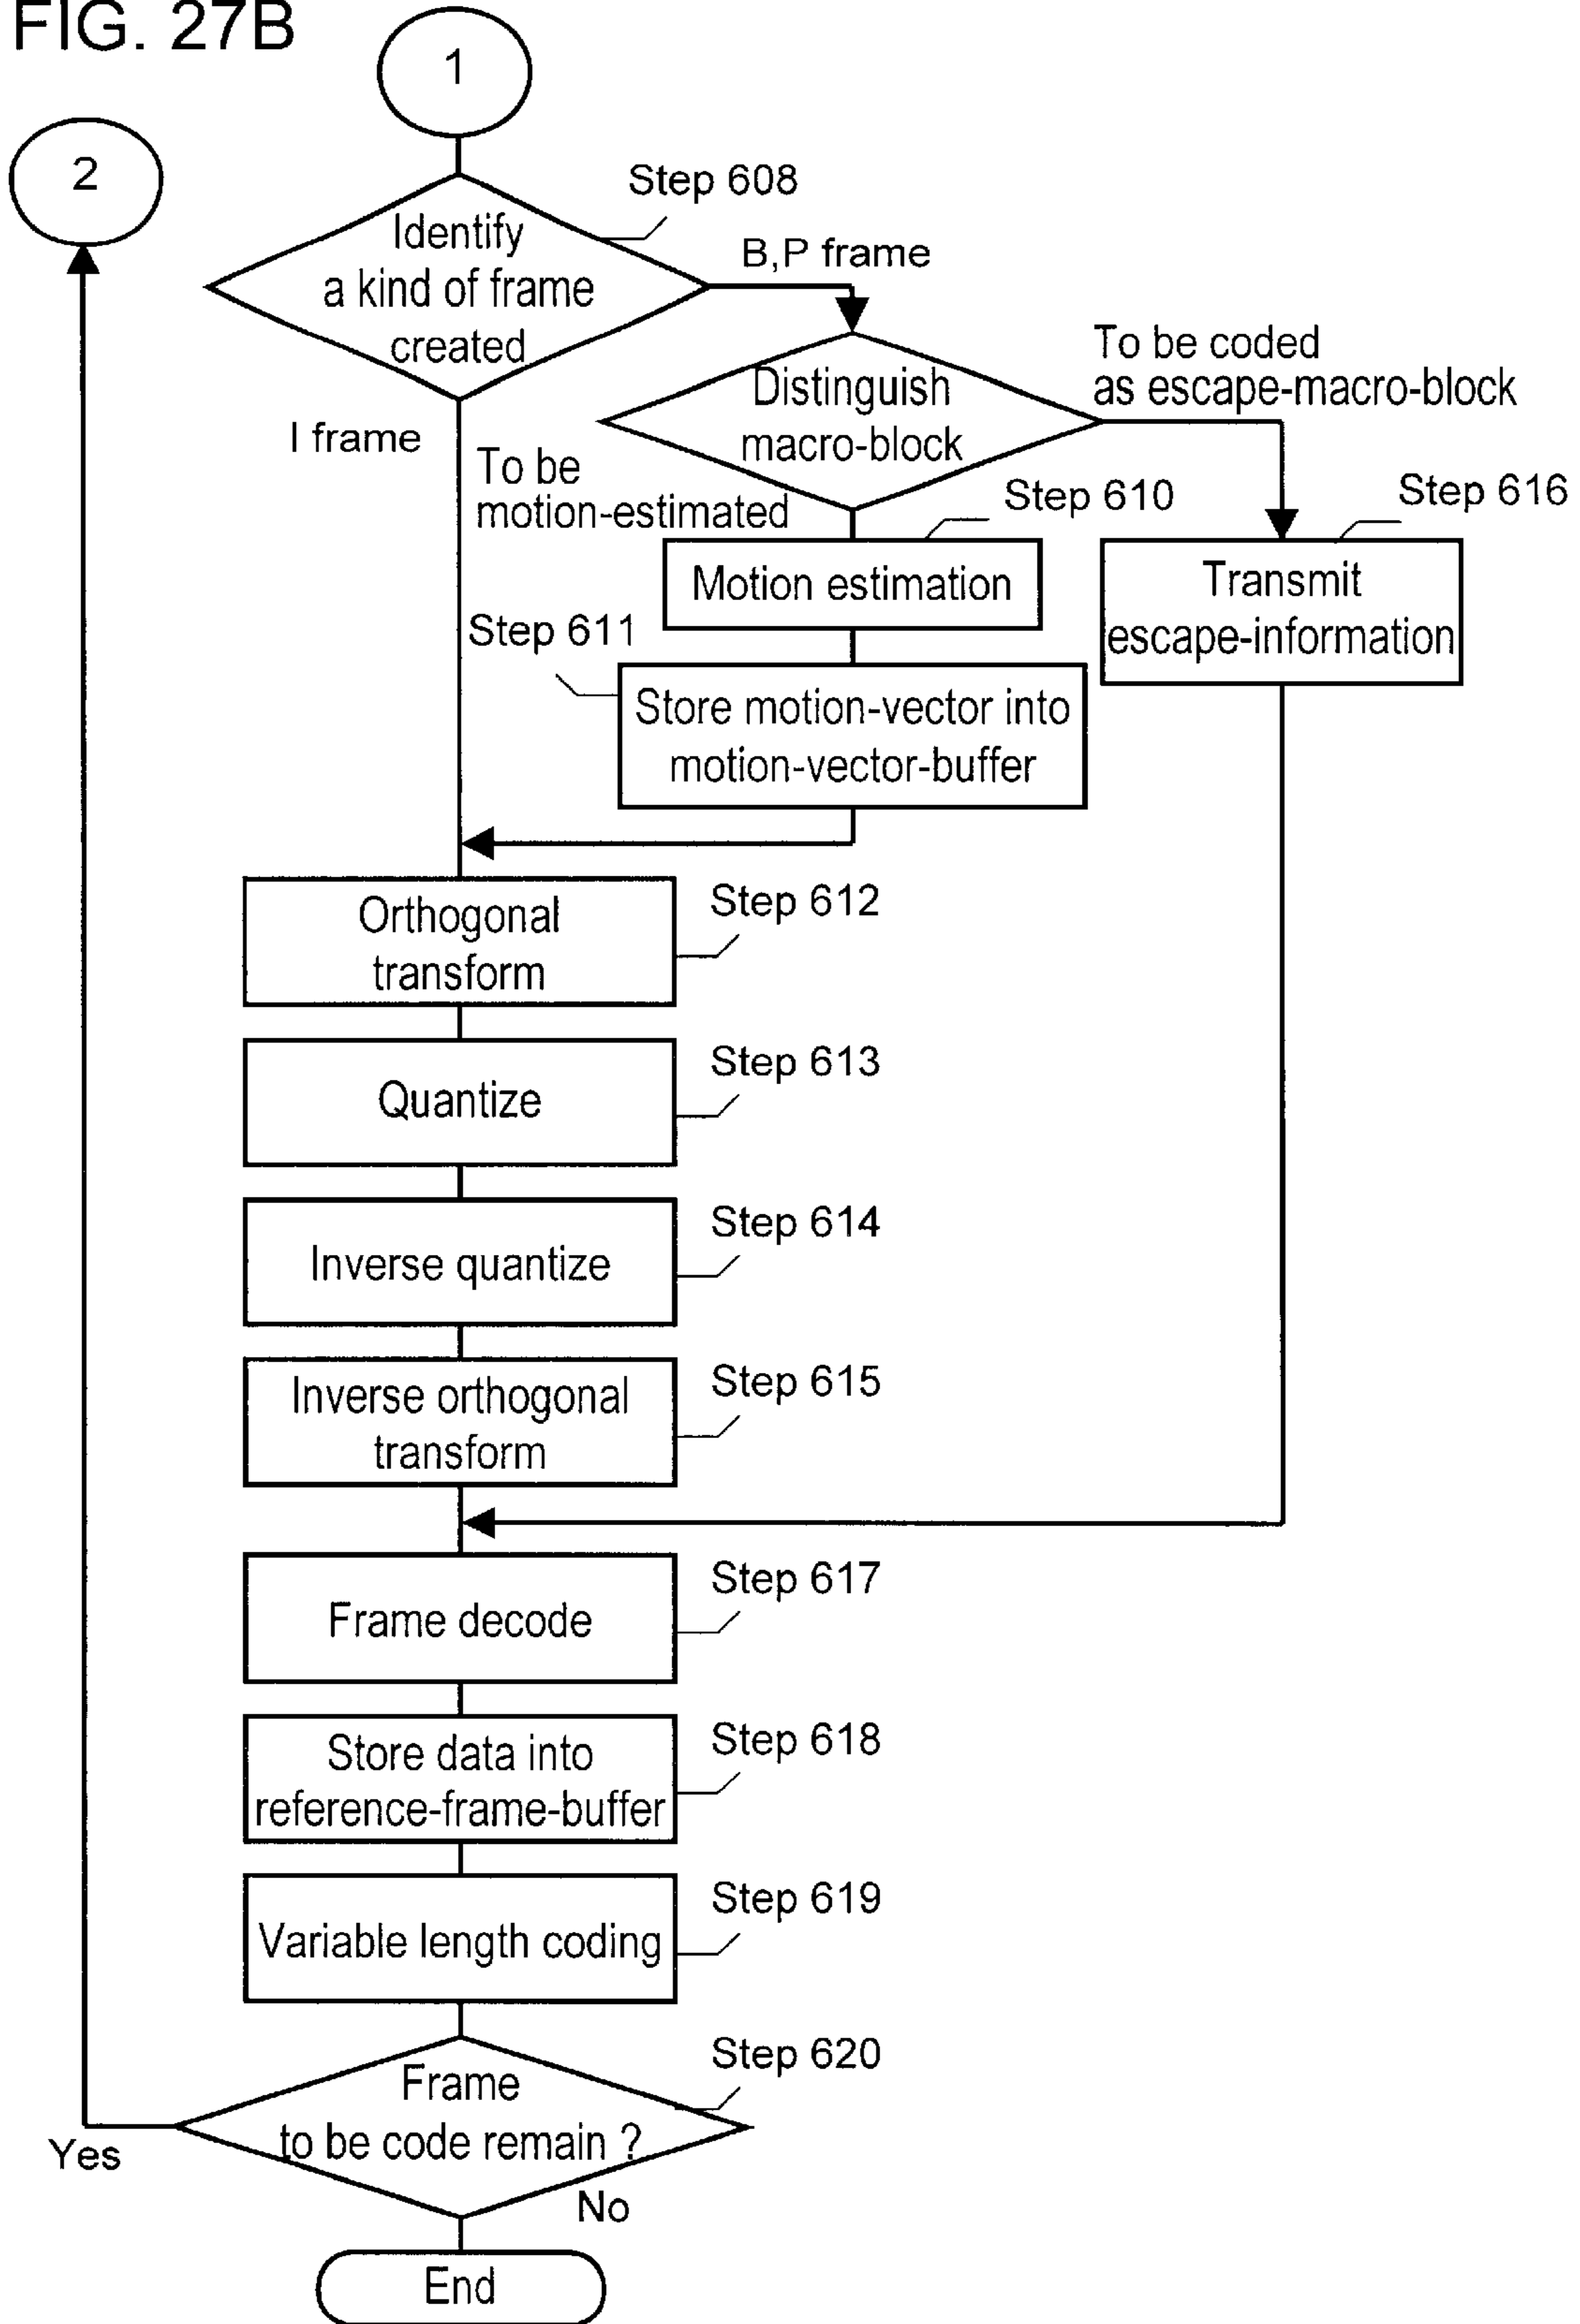 FIG. 27B
1
2
Step 608
Identify
a kind of frame
created
B,P frame
To be coded
as escape-macro-block
Distinguish
macro-block
I frame
To be
motion-estimated
Step 610
Step 616
Motion estimation
Transmit
escape-information
Step 611
Store motion-vector into
motion-vector-buffer
Orthogonal
transform
Step 612
Quantize
Step 613
Inverse quantize
Step 614
Inverse orthogonal
transform
Step 615
Frame decode
Step 617
Store data into
reference-frame-buffer
Step 618
Variable length coding
Step 619
Frame
to be code remain ?
Step 620
Yes
No
End